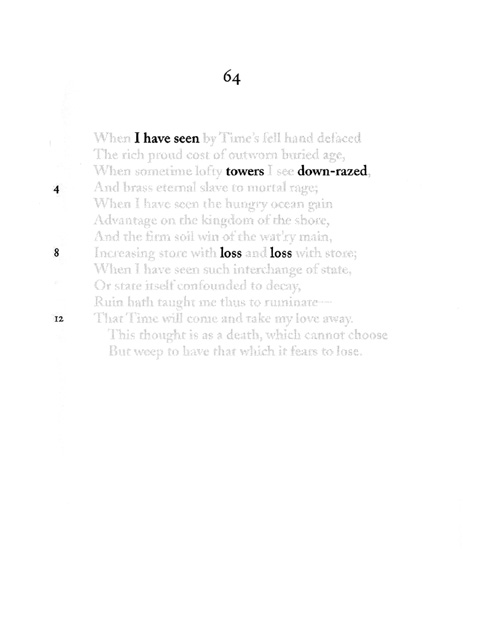 64
When I have seen by Time's fell hand defaced
The rich proud cost of outworn buried age,
When sometime lofty towers I see down-razed,
4 And brass eternal slave to mortal rage;
When I have seen the hungry ocean gain
Advantage on the kingdom of the shore,
And the firm soil win of the wat'ry main,
8 Increasing store with loss and loss with store;
When I have seen such interchange of state,
Or state itself confounded to decay,
Ruin hath taught me thus to ruminate—
12 That Time will come and take my love away.
This thought is as a death, which cannot choose
But weep to have that which it fears to lose.